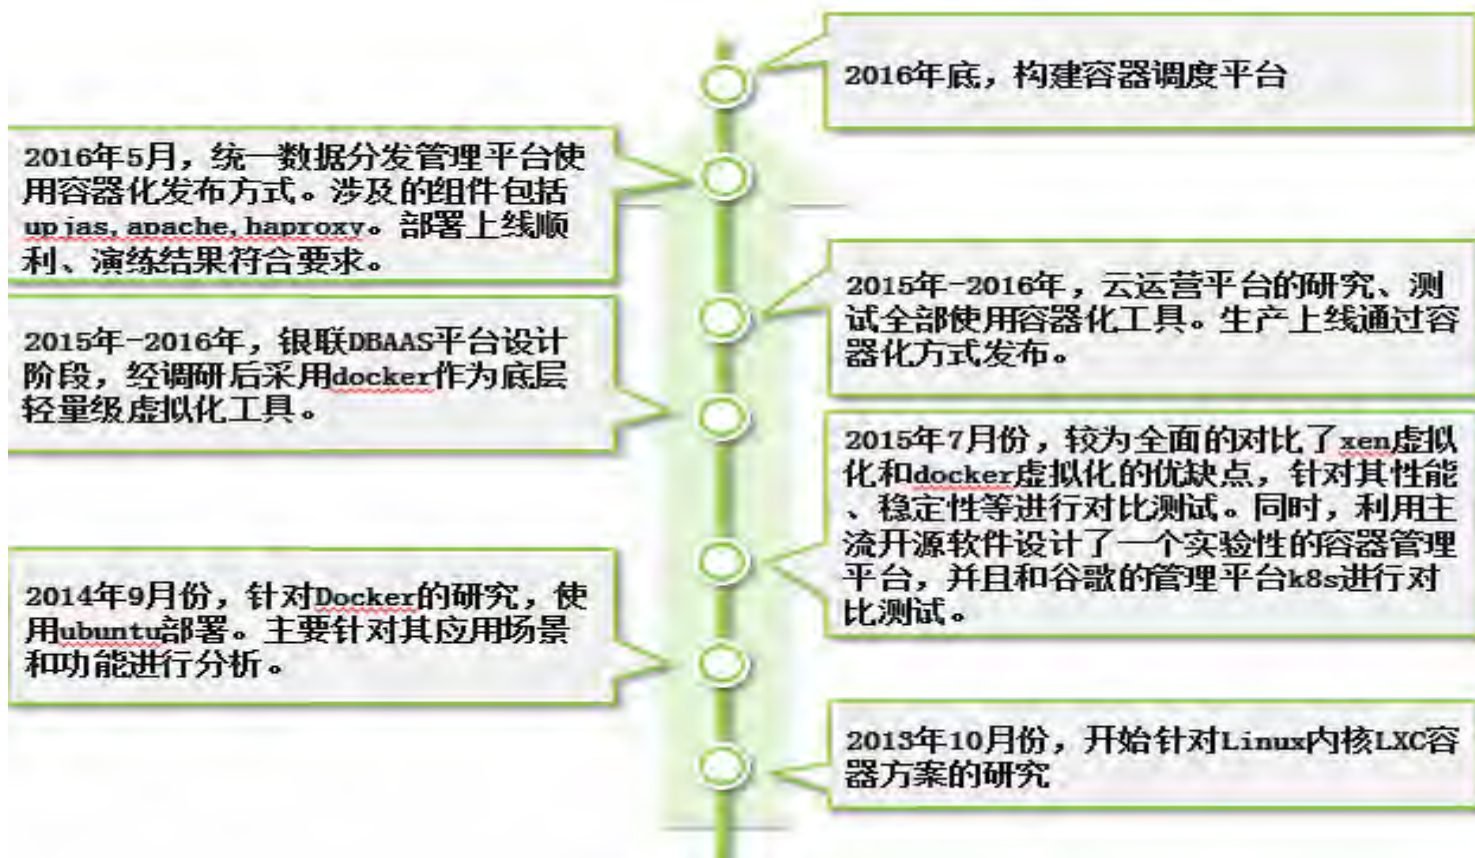 2016年底，构建容器调度平台
2016年5月，统一数据分发管理平台使
用容器化发布方式。涉及的组件包括
upjas,apache,haproxy。部署上线顺
利、演练结果符合要求。
2015年-2016年，云运营平台的研究、测
试全部使用容器化工具。生产上线通过容
器化方式发布。
2015年-2016年，银联DBAAS平台设计
阶段，经调研后采用docker作为底层
轻量级虚拟化工具。
2015年7月份，较为全面的对比了xen虚拟
化和docker虚拟化的优缺点，针对其性能
、稳定性等进行对比测试。同时，利用主
流开源软件设计了一个实验性的容器管理
平台，并且和谷歌的管理平台k8s进行对
比测试。
2014年9月份，针对Docker的研究，使
用ubuntu部署。主要针对其应用场景
和功能进行分析。
2013年10月份，开始针对Linux内核LXC容
器方案的研究